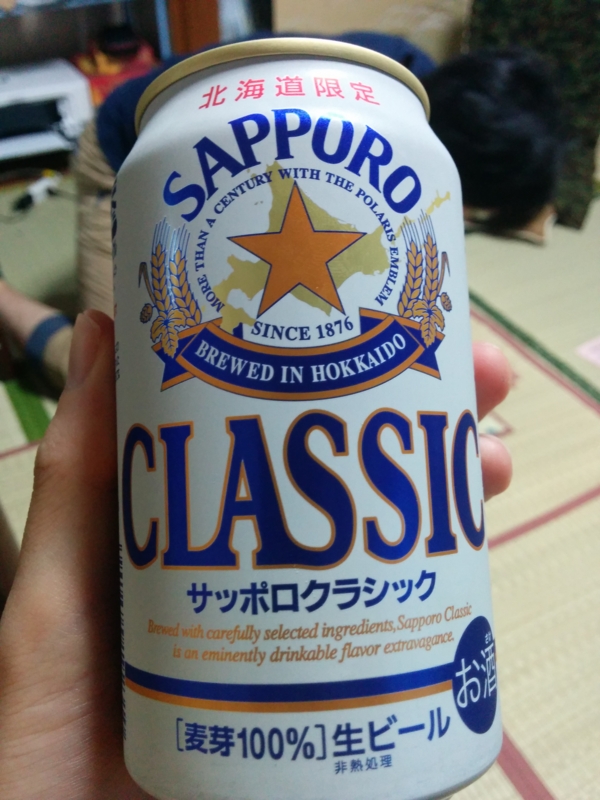 北海道限定
SAPPORO
MORE THAN A CENTURY WITH THE POLARIS EMBLEM
SINCE 1876
BREWED IN HOKKAIDO
CLASSIC
サッポロクラシック
Brewed with carefully selected ingredients, Sapporo Classic
is an eminently drinkable flavor extravagance.
お酒
[麦芽100%]生ビール
非熱処理